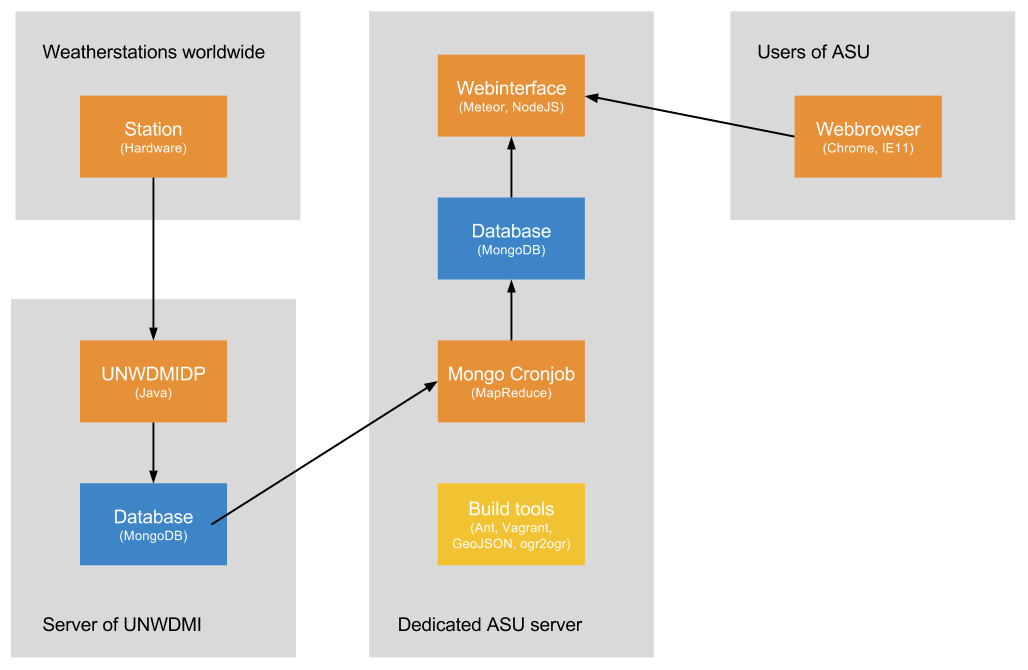 Weatherstations worldwide
Station
(Hardware)
UNWDMIDP
(Java)
Database
(MongoDB)
Server of UNWDMI
Webinterface
(Meteor, NodeJS)
Database
(MongoDB)
Mongo Cronjob
(MapReduce)
Build tools
(Ant, Vagrant,
GeoJSON, ogr2ogr)
Dedicated ASU server
Users of ASU
Webbrowser
(Chrome, IE11)